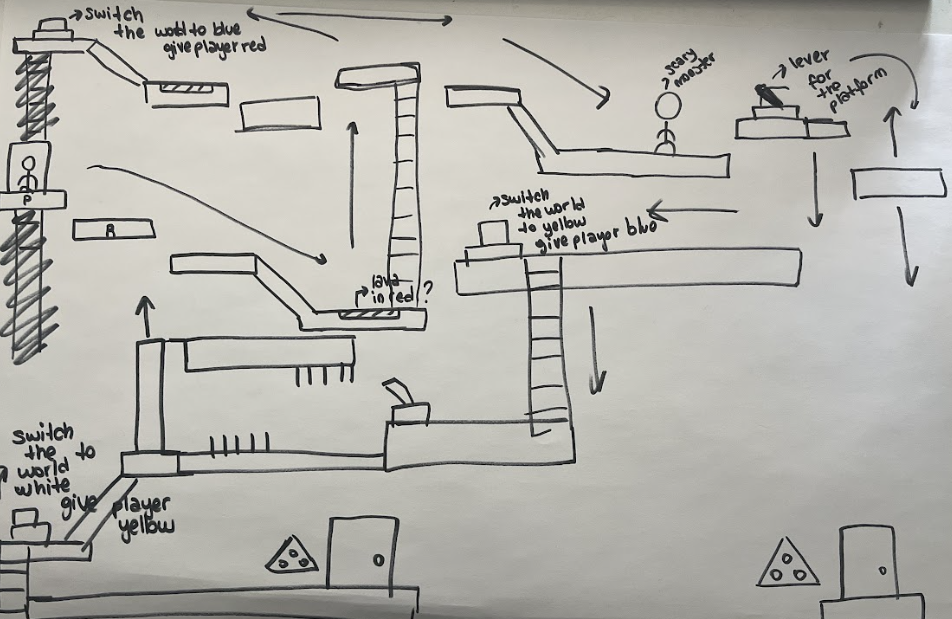 switch
the world to blue
give player red
scary
monster
lever
for
the
platform
P
R
switch
the world
to yellow
give player blue
lava
in red ?
switch
the to
world
white
give player
yellow